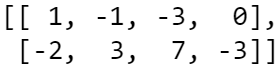 [[ 1, -1, -3,  0],
 [-2,  3,  7, -3]]